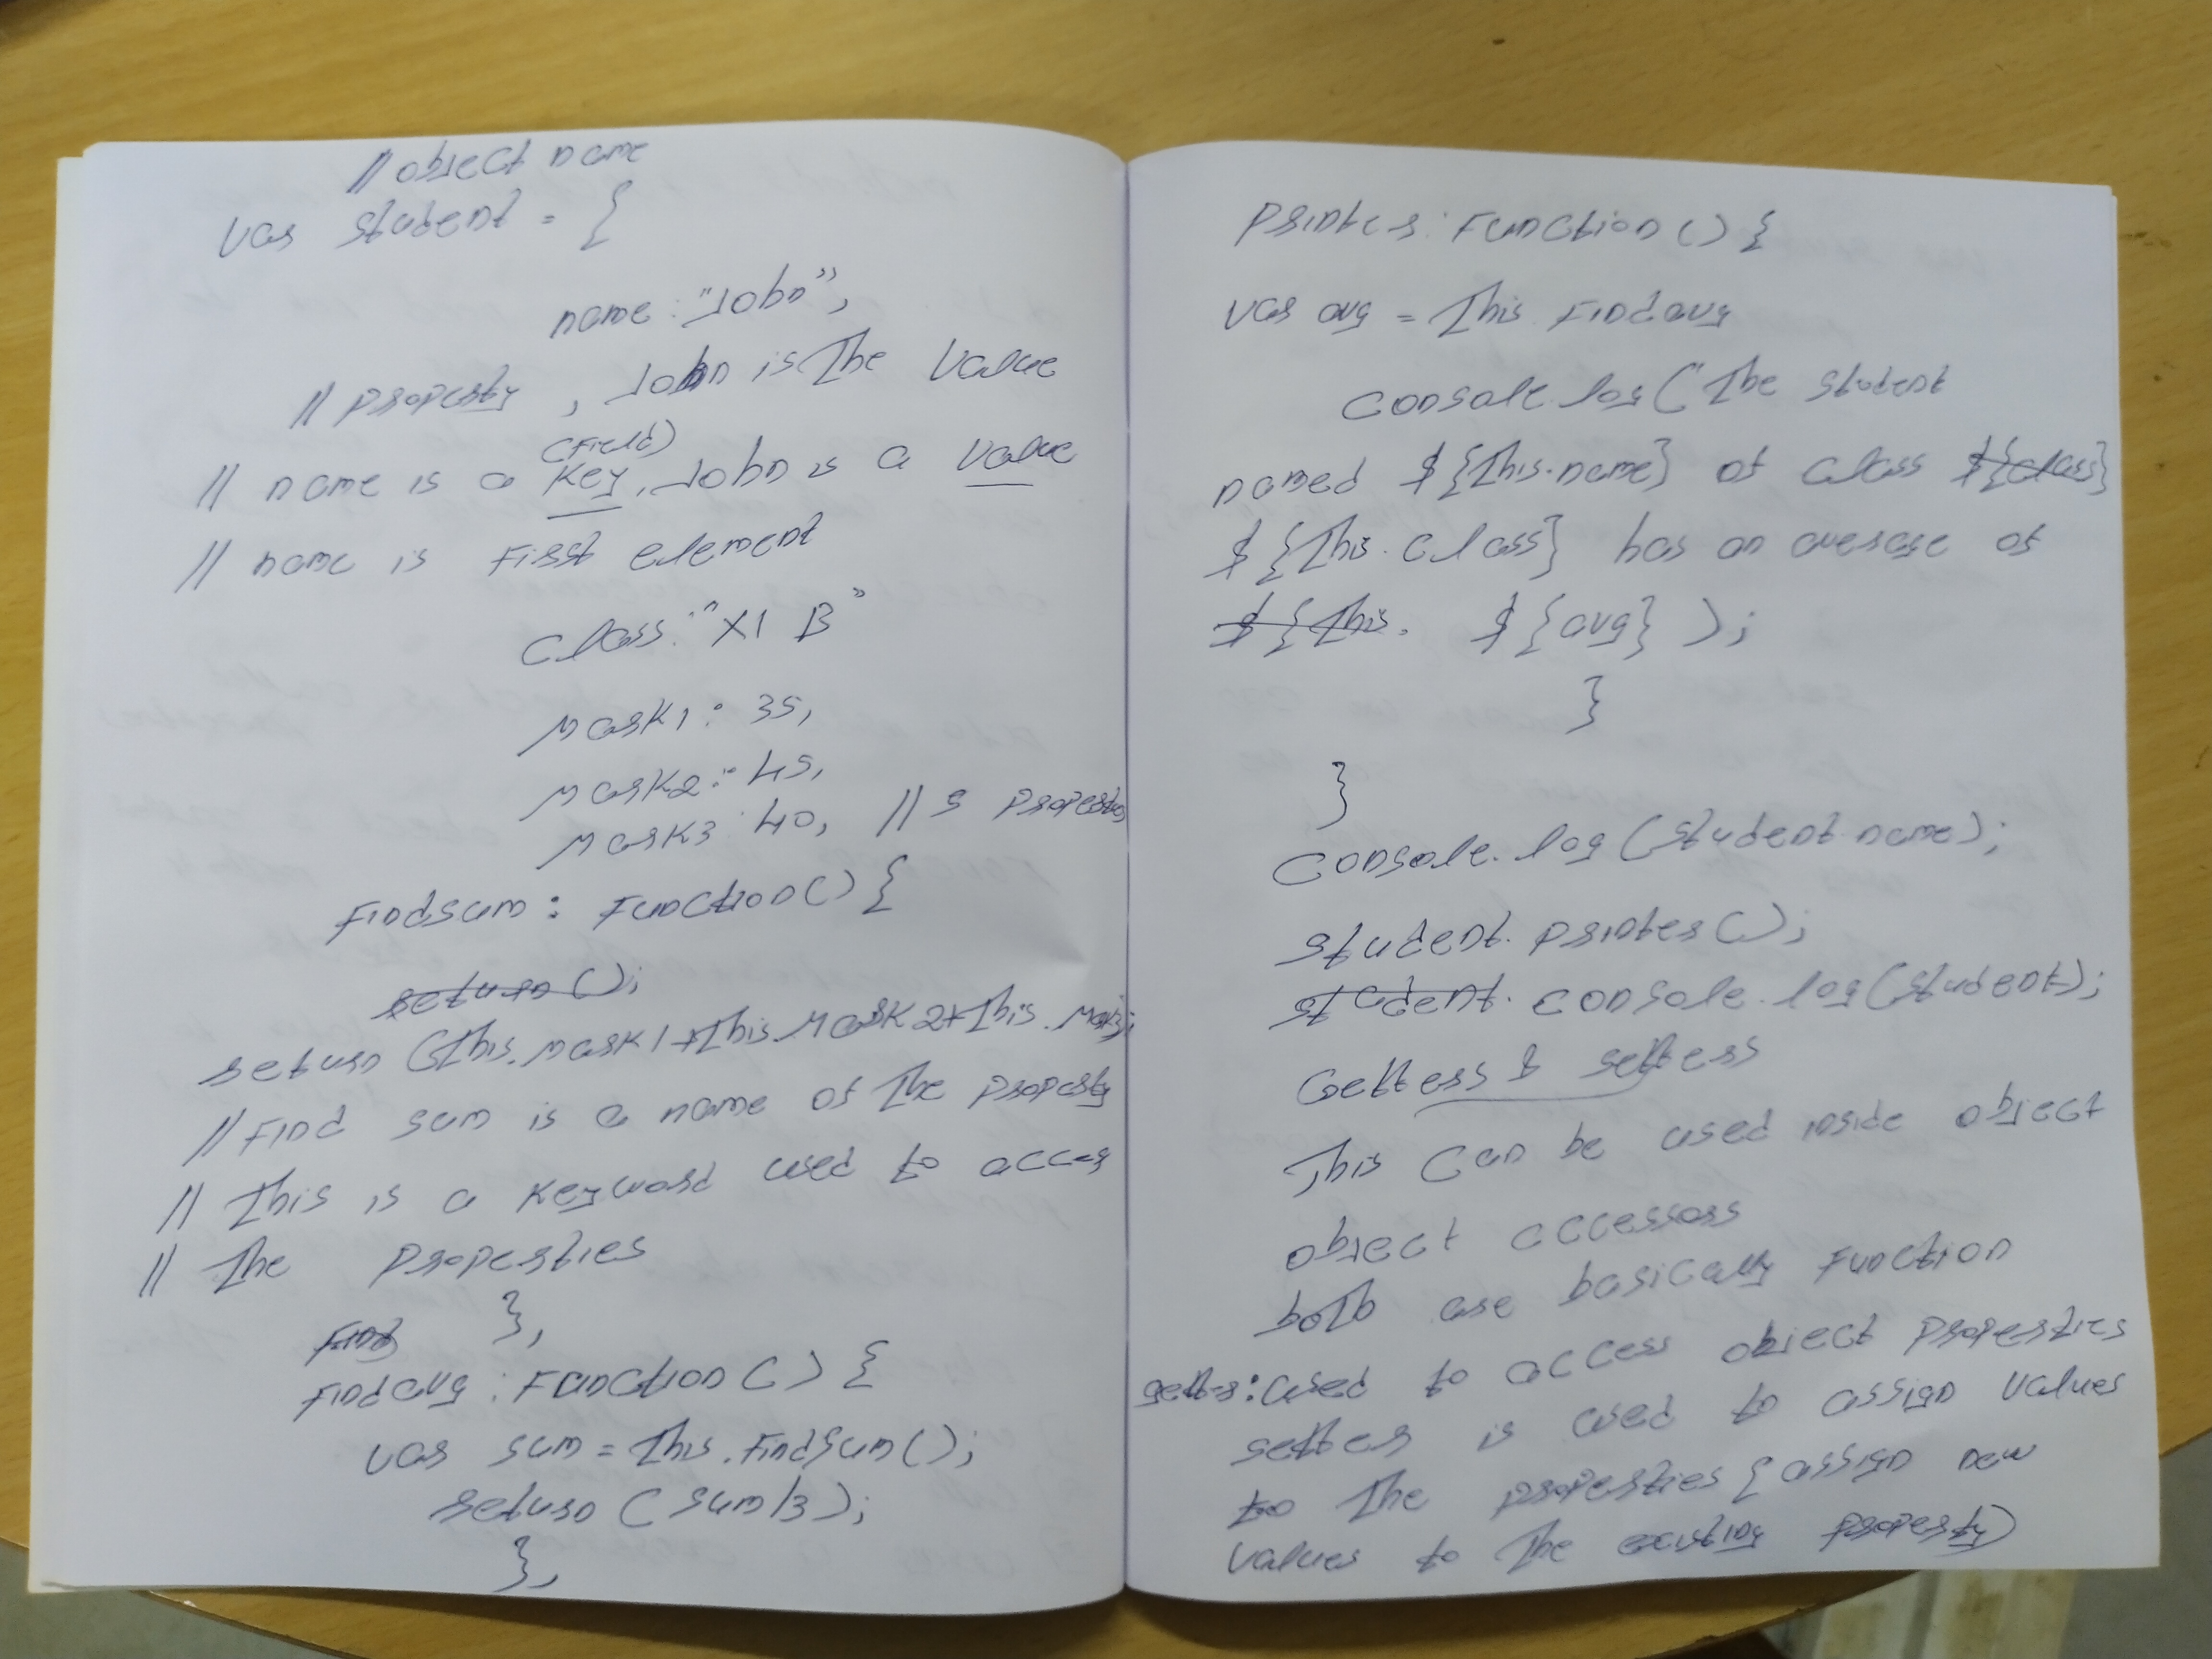 // object name
var student = {
name: "John",
// property , John is the value
(Field)
// name is a key, John is a value
// name is First element
class: "XI B"
Mark1: 35,
Mark2: 45,
Mark3: 40, // 5 properties
Findsum: Function() {
return();
return (this.mark1+this.Mark2+this.Mark3;
// Find sum is a name of the property
// This is a keyword used to access
// The properties
},
Find
Findavg: Function() {
var sum = this.Findsum();
return (sum/3);
},
Printer: Function() {
var avg = this.Findavg
console.log("The student
named ${this.name} of class ${class}
${this.class} has an average of
${this. ${avg} );
}
}
Console.log(student.name);
student.printer();
student. console.log(student);
Getters & setters
This can be used inside object
object accessors
both are basically Function
getter: used to access object properties
setter is used to assign values
to the properties { assign new
values to the existing property)